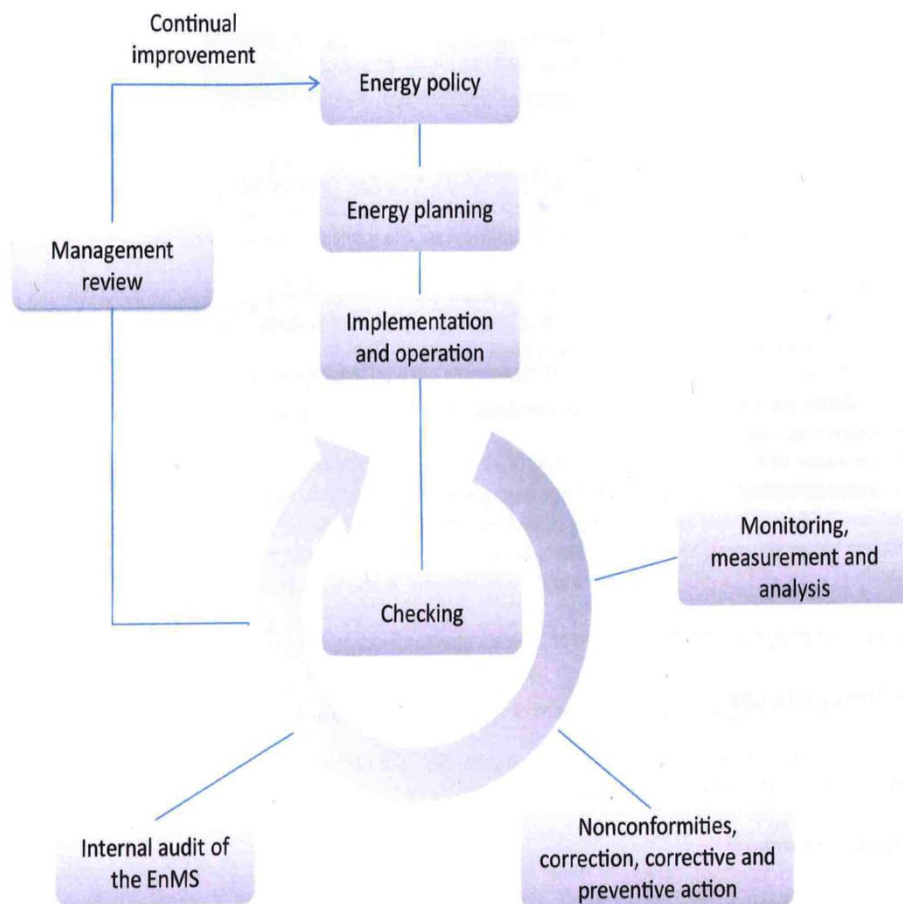 Continual
improvement
Energy policy
Energy planning
Management
review
Implementation
and operation
Monitoring,
measurement and
analysis
Checking
Internal audit of
the EnMS
Nonconformities,
correction, corrective and
preventive action